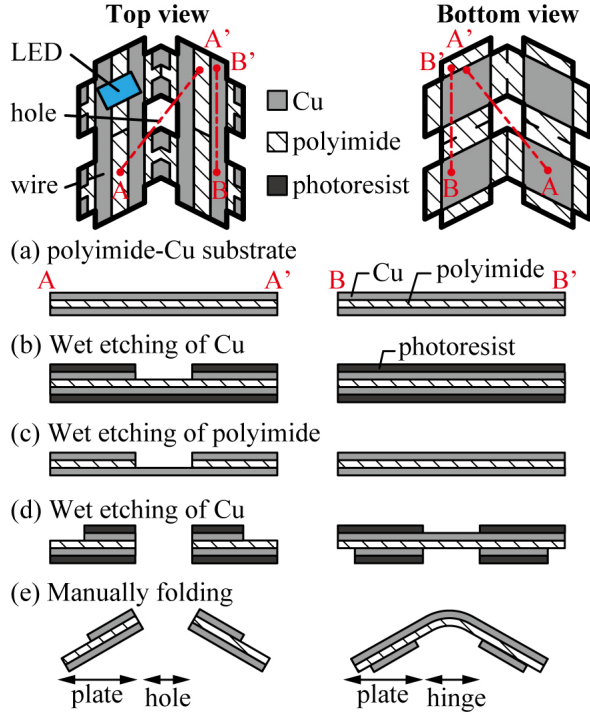 Top view
Bottom view
LED
A'
B'
A'
B'
hole
Cu
polyimide
photoresist
wire
A
B
B
A
(a) polyimide-Cu substrate
A
A'
B
Cu
polyimide
B'
(b) Wet etching of Cu
photoresist
(c) Wet etching of polyimide
(d) Wet etching of Cu
(e) Manually folding
plate
hole
plate
hinge